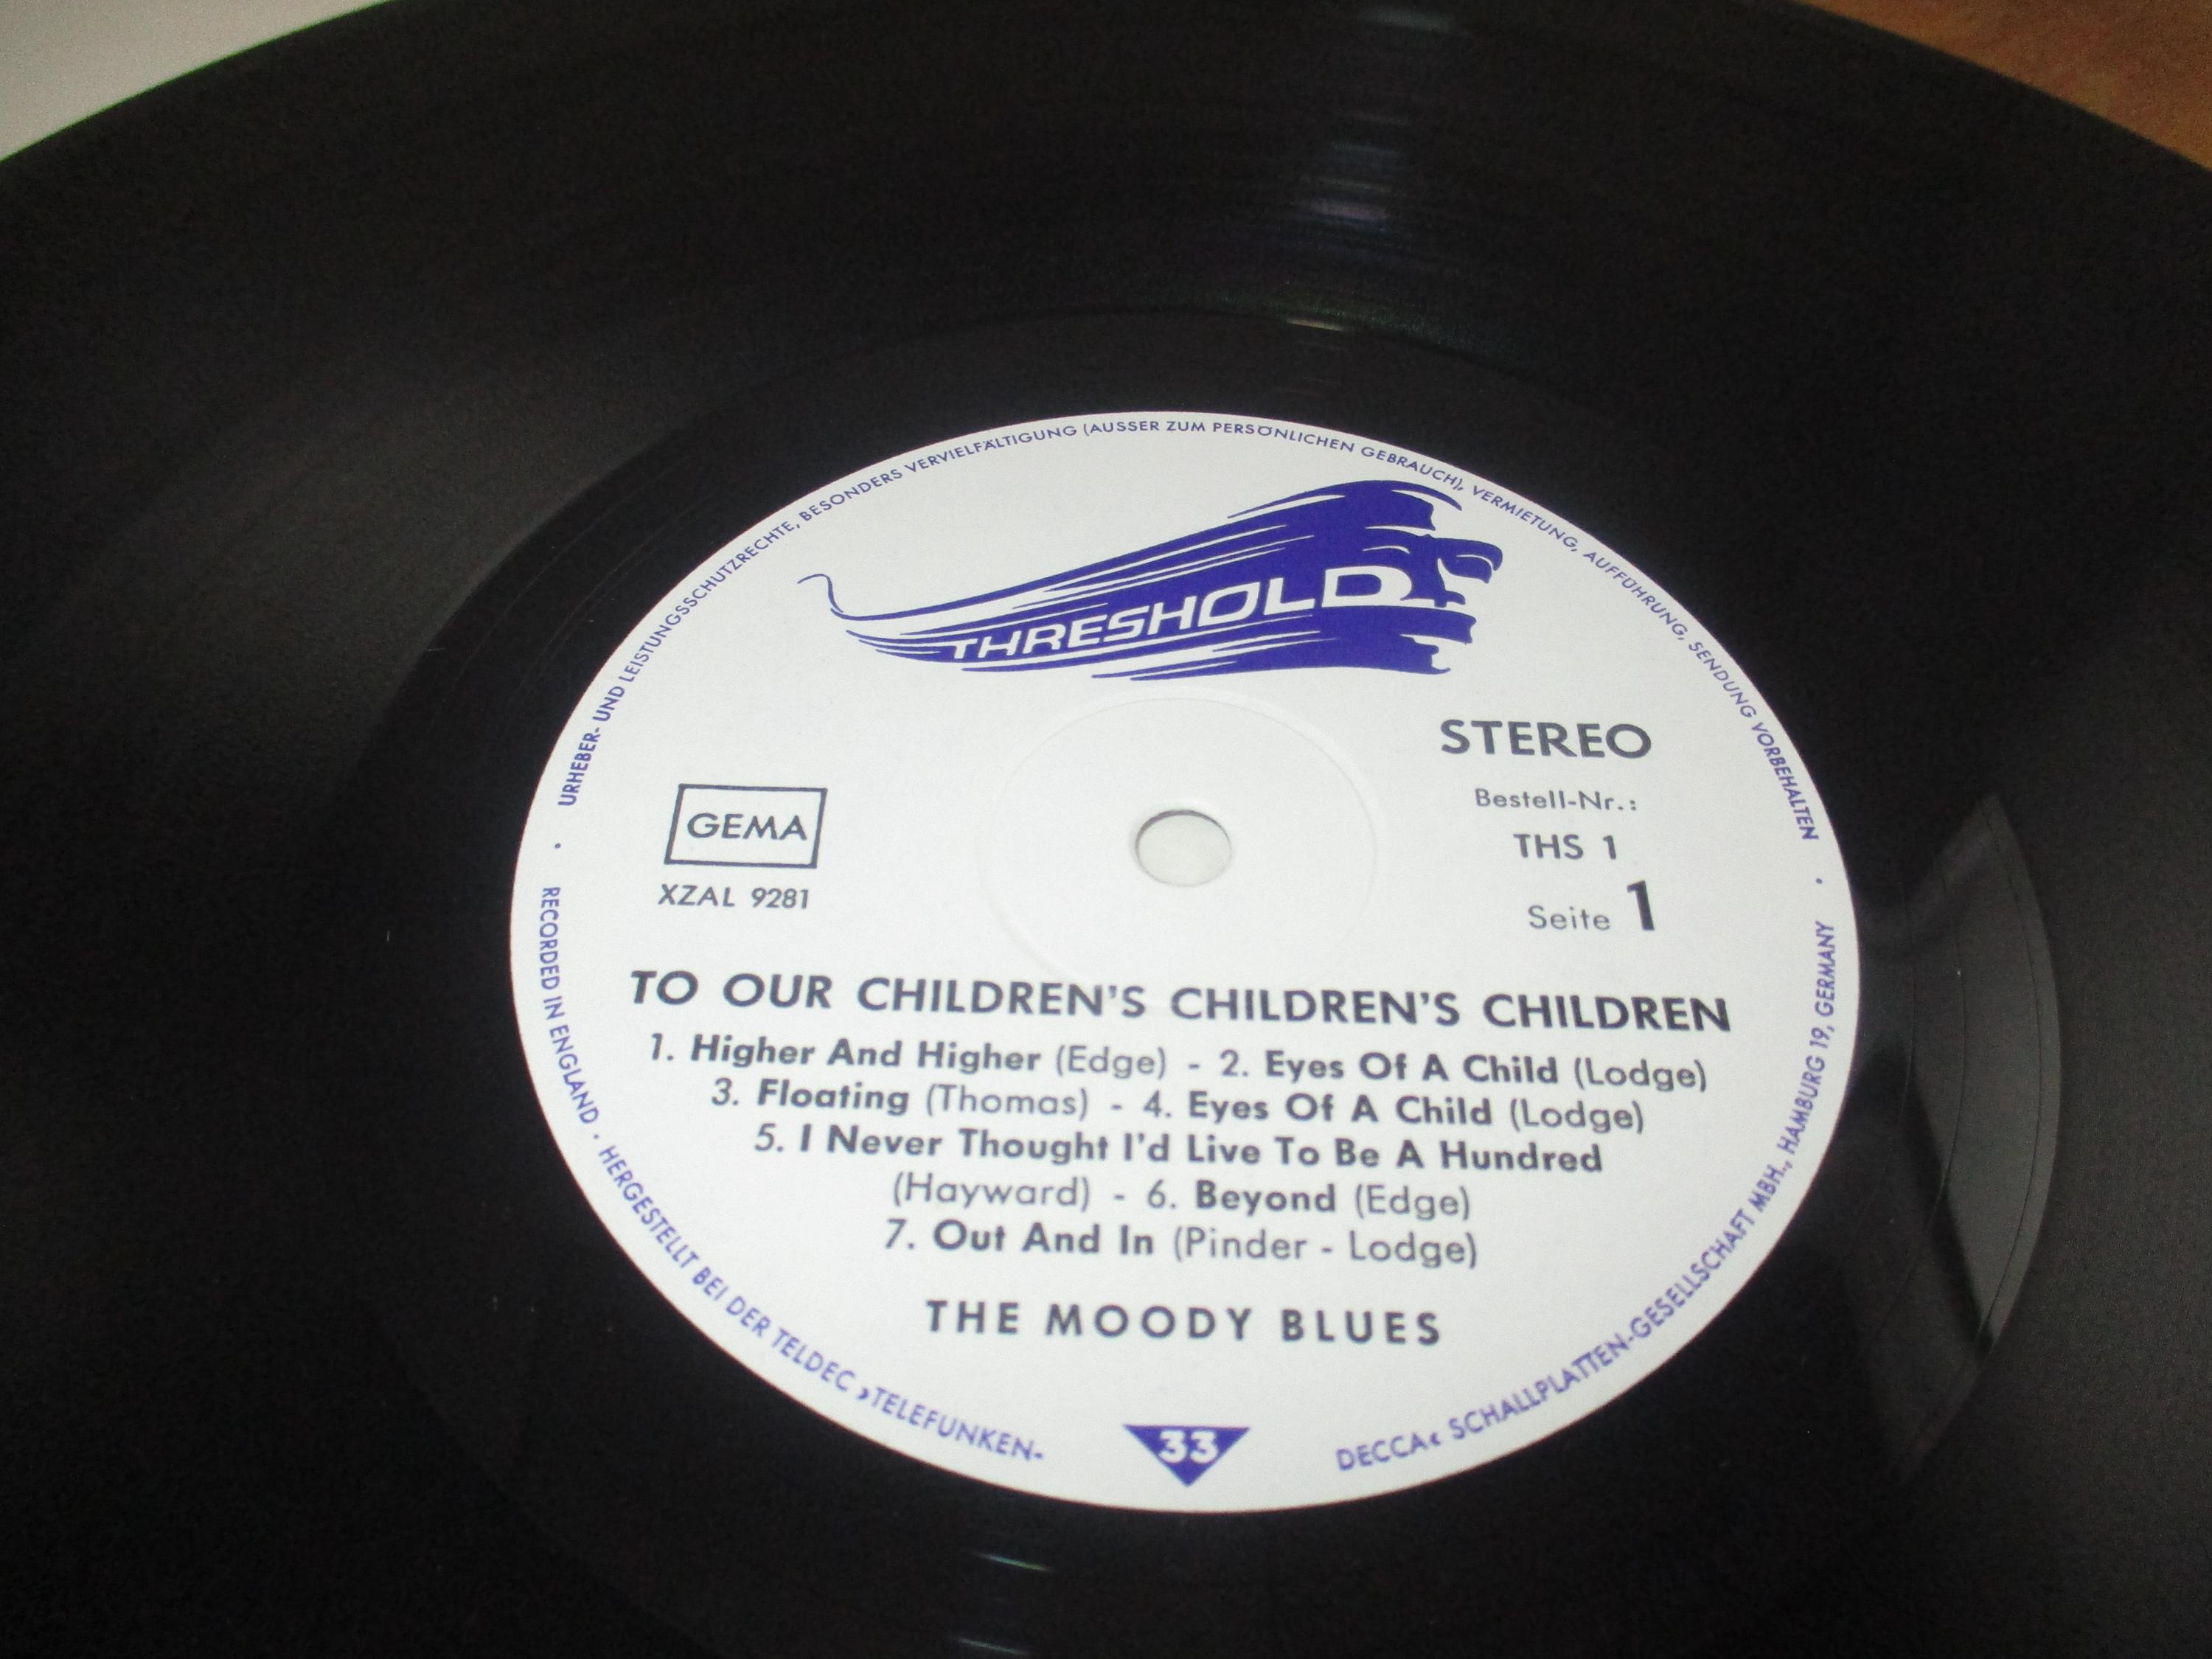 URHEBER- UND LEISTUNGSSCHUTZRECHTE, BESONDERS VERVIELFÄLTIGUNG (AUSSER ZUM PERSÖNLICHEN GEBRAUCH), VERMIETUNG, AUFFÜHRUNG, SENDUNG VORBEHALTEN
THRESHOLD
STEREO
Bestell-Nr.:
GEMA
THS 1
XZAL 9281
Seite 1
TO OUR CHILDREN'S CHILDREN'S CHILDREN
1. Higher And Higher (Edge) - 2. Eyes Of A Child (Lodge)
3. Floating (Thomas) - 4. Eyes Of A Child (Lodge)
5. I Never Thought I'd Live To Be A Hundred
(Hayward) - 6. Beyond (Edge)
7. Out And In (Pinder - Lodge)
THE MOODY BLUES
33
RECORDED IN ENGLAND · HERGESTELLT BEI DER TELDEC »TELEFUNKEN-DECCA« SCHALLPLATTEN-GESELLSCHAFT MBH., HAMBURG 19, GERMANY